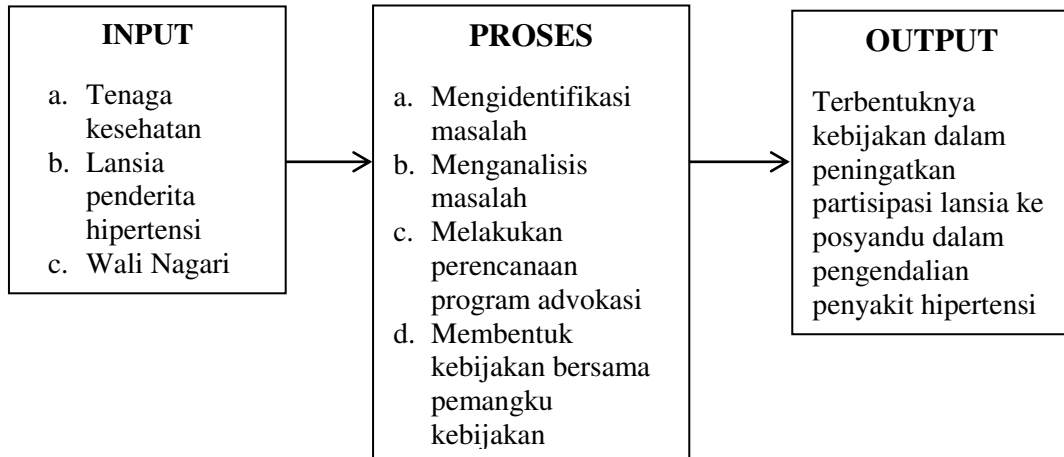 INPUT
a. Tenaga
kesehatan
b. Lansia
penderita
hipertensi
c. Wali Nagari
PROSES
a. Mengidentifikasi
masalah
b. Menganalisis
masalah
c. Melakukan
perencanaan
program advokasi
d. Membentuk
kebijakan bersama
pemangku
kebijakan
OUTPUT
Terbentuknya
kebijakan dalam
peningatkan
partisipasi lansia ke
posyandu dalam
pengendalian
penyakit hipertensi